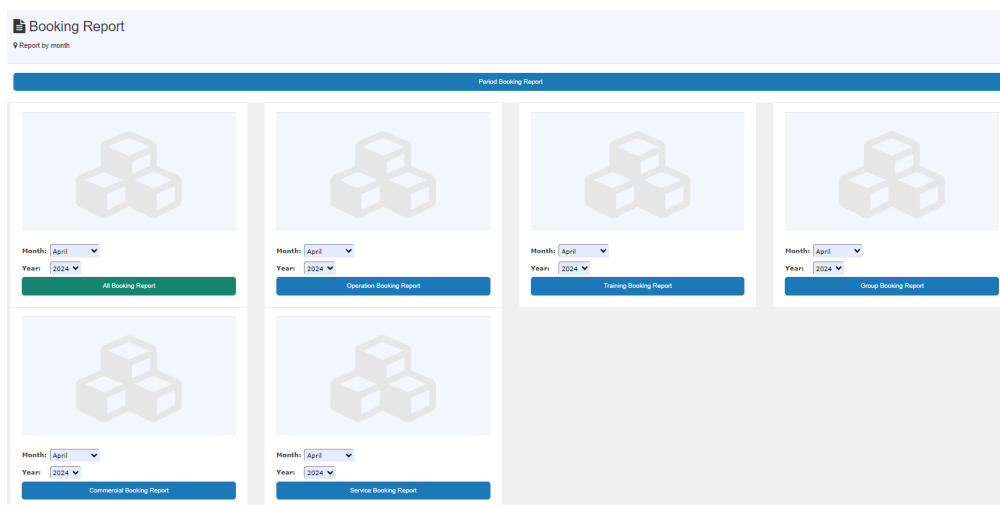 Booking Report
Report by month
Period Booking Report
Month: April
Year: 2024
All Booking Report
Month: April
Year: 2024
Operation Booking Report
Month: April
Year: 2024
Training Booking Report
Month: April
Year: 2024
Group Booking Report
Month: April
Year: 2024
Commercial Booking Report
Month: April
Year: 2024
Service Booking Report